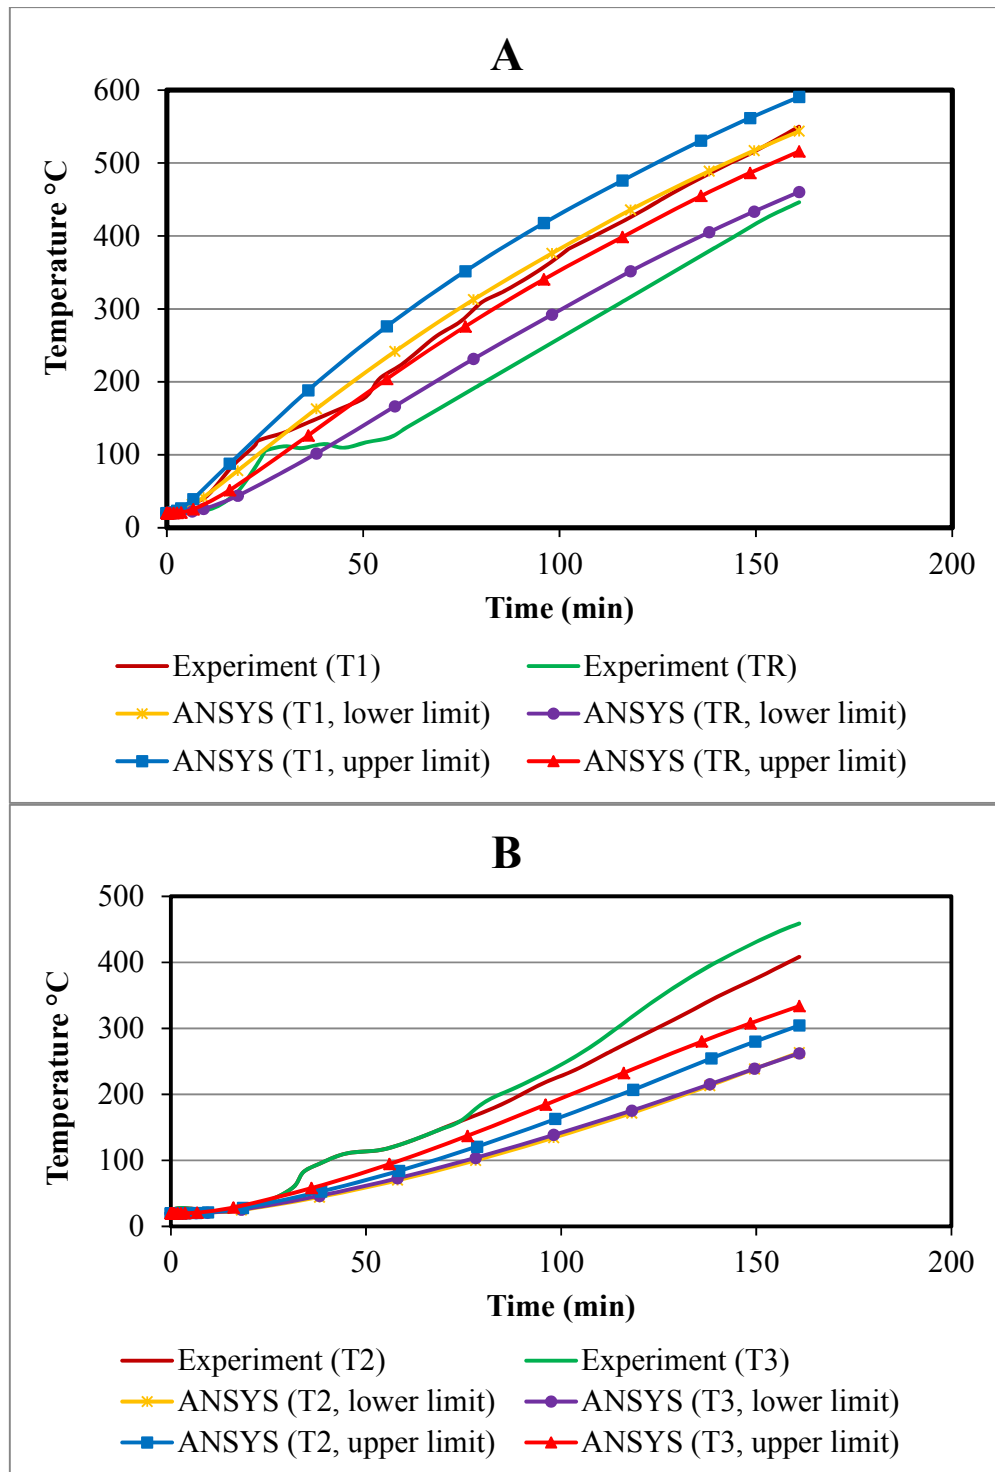 A
600
500
400
300
200
100
0
Temperature °C
0 50 100 150 200
Time (min)
Experiment (T1) Experiment (TR)
ANSYS (T1, lower limit) ANSYS (TR, lower limit)
ANSYS (T1, upper limit) ANSYS (TR, upper limit)
B
500
400
300
200
100
0
Temperature °C
0 50 100 150 200
Time (min)
Experiment (T2) Experiment (T3)
ANSYS (T2, lower limit) ANSYS (T3, lower limit)
ANSYS (T2, upper limit) ANSYS (T3, upper limit)